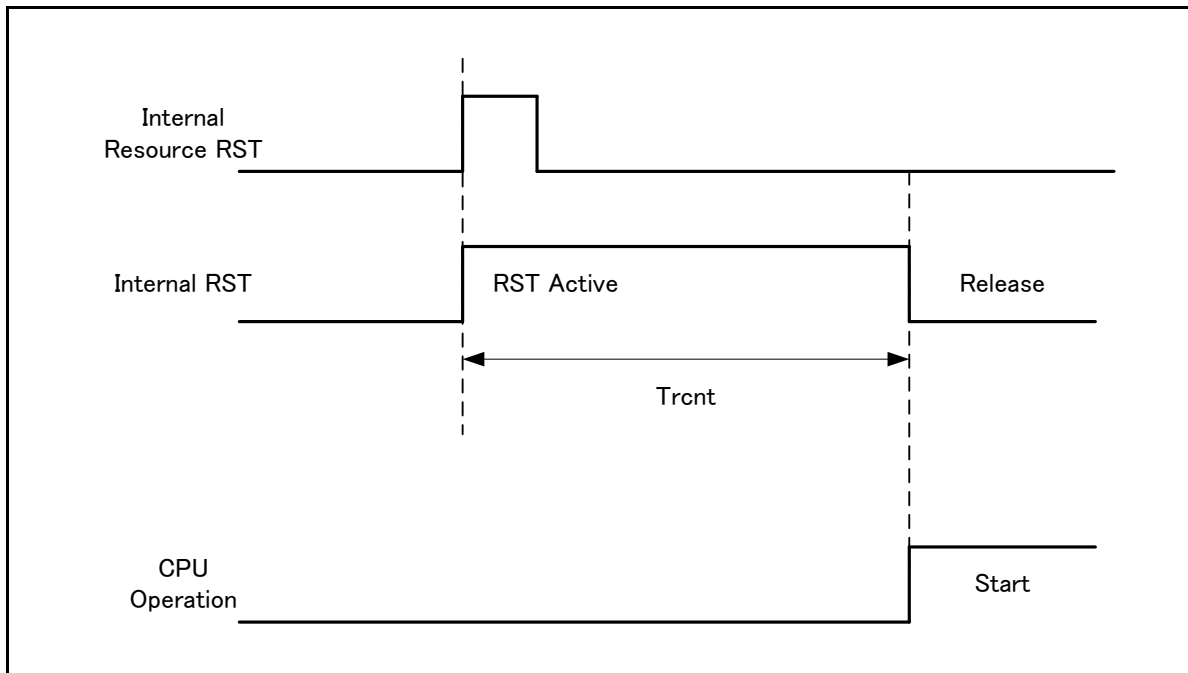 Internal
Resource RST
Internal RST
RST Active
Release
Trcnt
CPU
Operation
Start